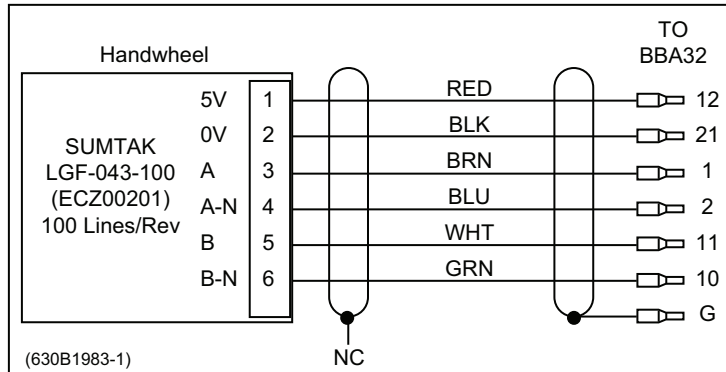 TO
BBA32
Handwheel
SUMTAK
LGF-043-100
(ECZ00201)
100 Lines/Rev
5V 1 RED 12
0V 2 BLK 21
A 3 BRN 1
A-N 4 BLU 2
B 5 WHT 11
B-N 6 GRN 10
G
(630B1983-1)
NC